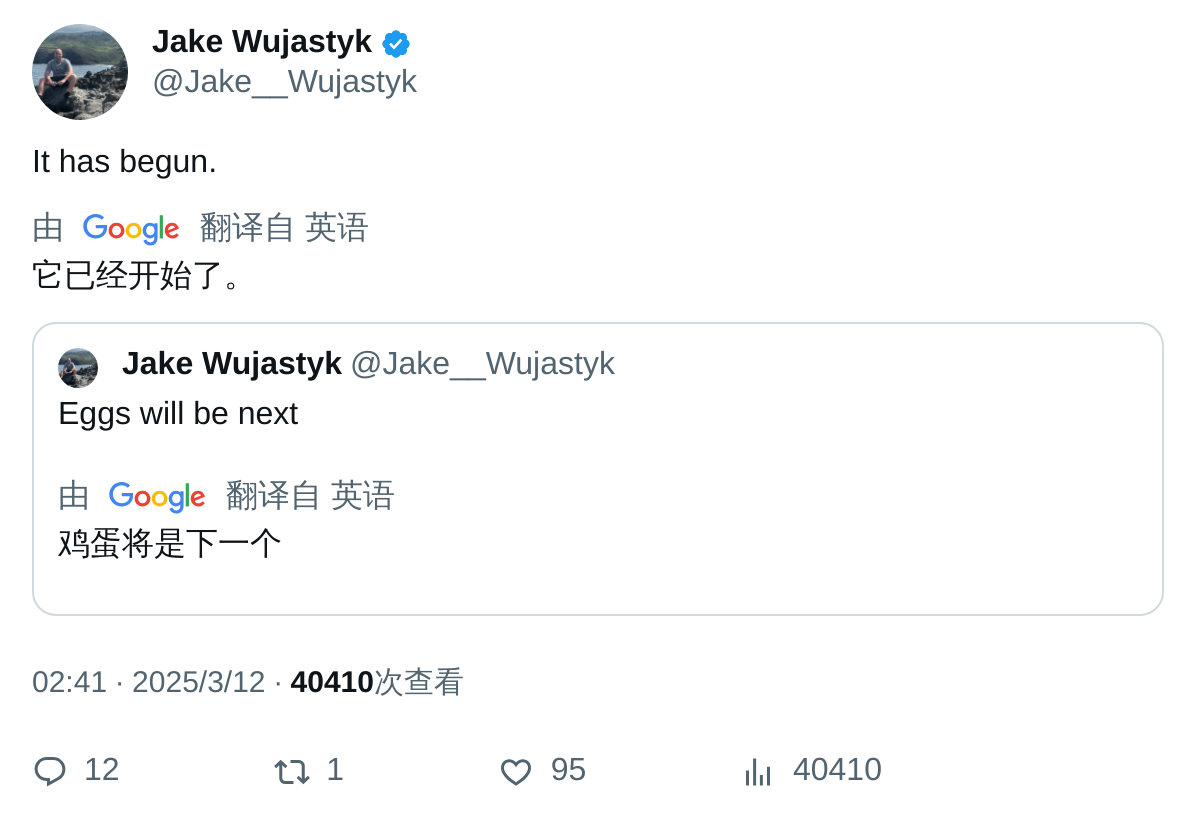 Jake Wujastyk
@Jake__Wujastyk
It has begun.
由 Google 翻译自 英语
它已经开始了。
Jake Wujastyk @Jake__Wujastyk
Eggs will be next
由 Google 翻译自 英语
鸡蛋将是下一个
02:41 · 2025/3/12 · 40410次查看
12 1 95 40410